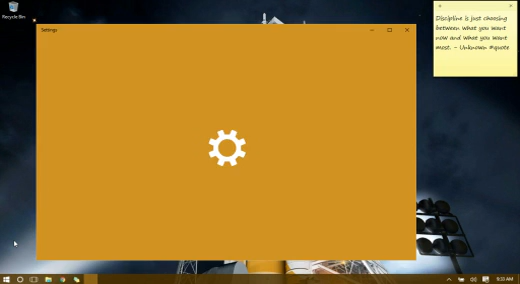 Recycle Bin
Settings
Discipline is just choosing
between what you want
now and what you want
most. - Unknown #quote